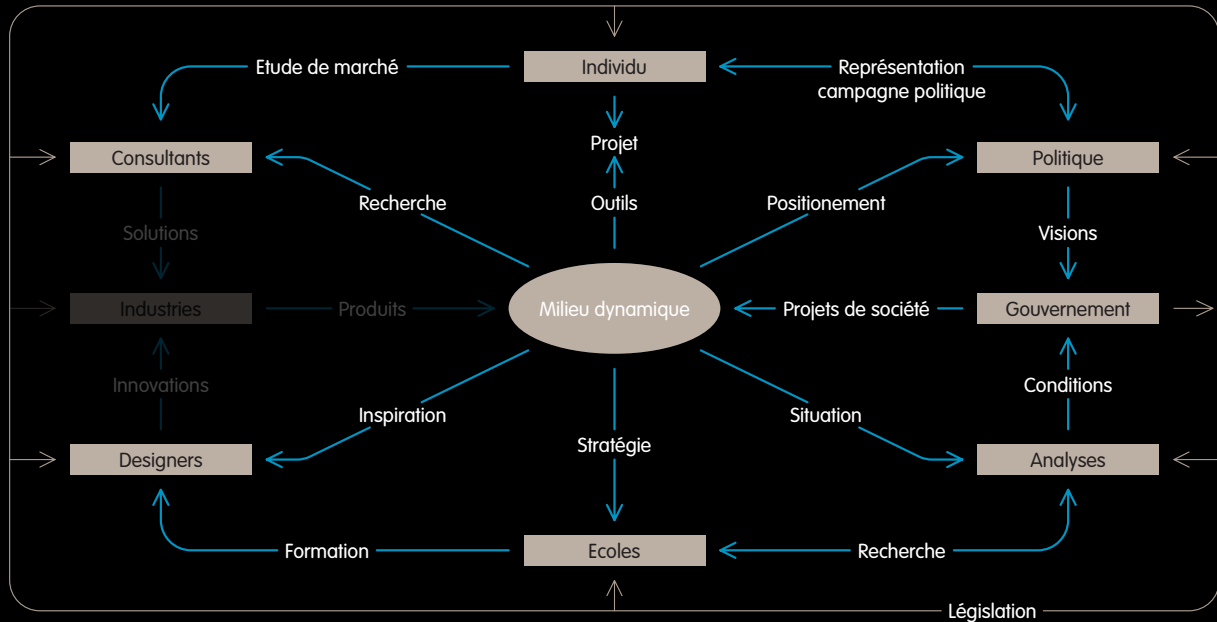 Individu
Etude de marché
Représentation
campagne politique
Projet
Consultants
Politique
Recherche
Outils
Positionement
Solutions
Visions
Industries
Produits
Milieu dynamique
Projets de société
Gouvernement
Innovations
Conditions
Inspiration
Situation
Stratégie
Designers
Analyses
Formation
Ecoles
Recherche
Législation